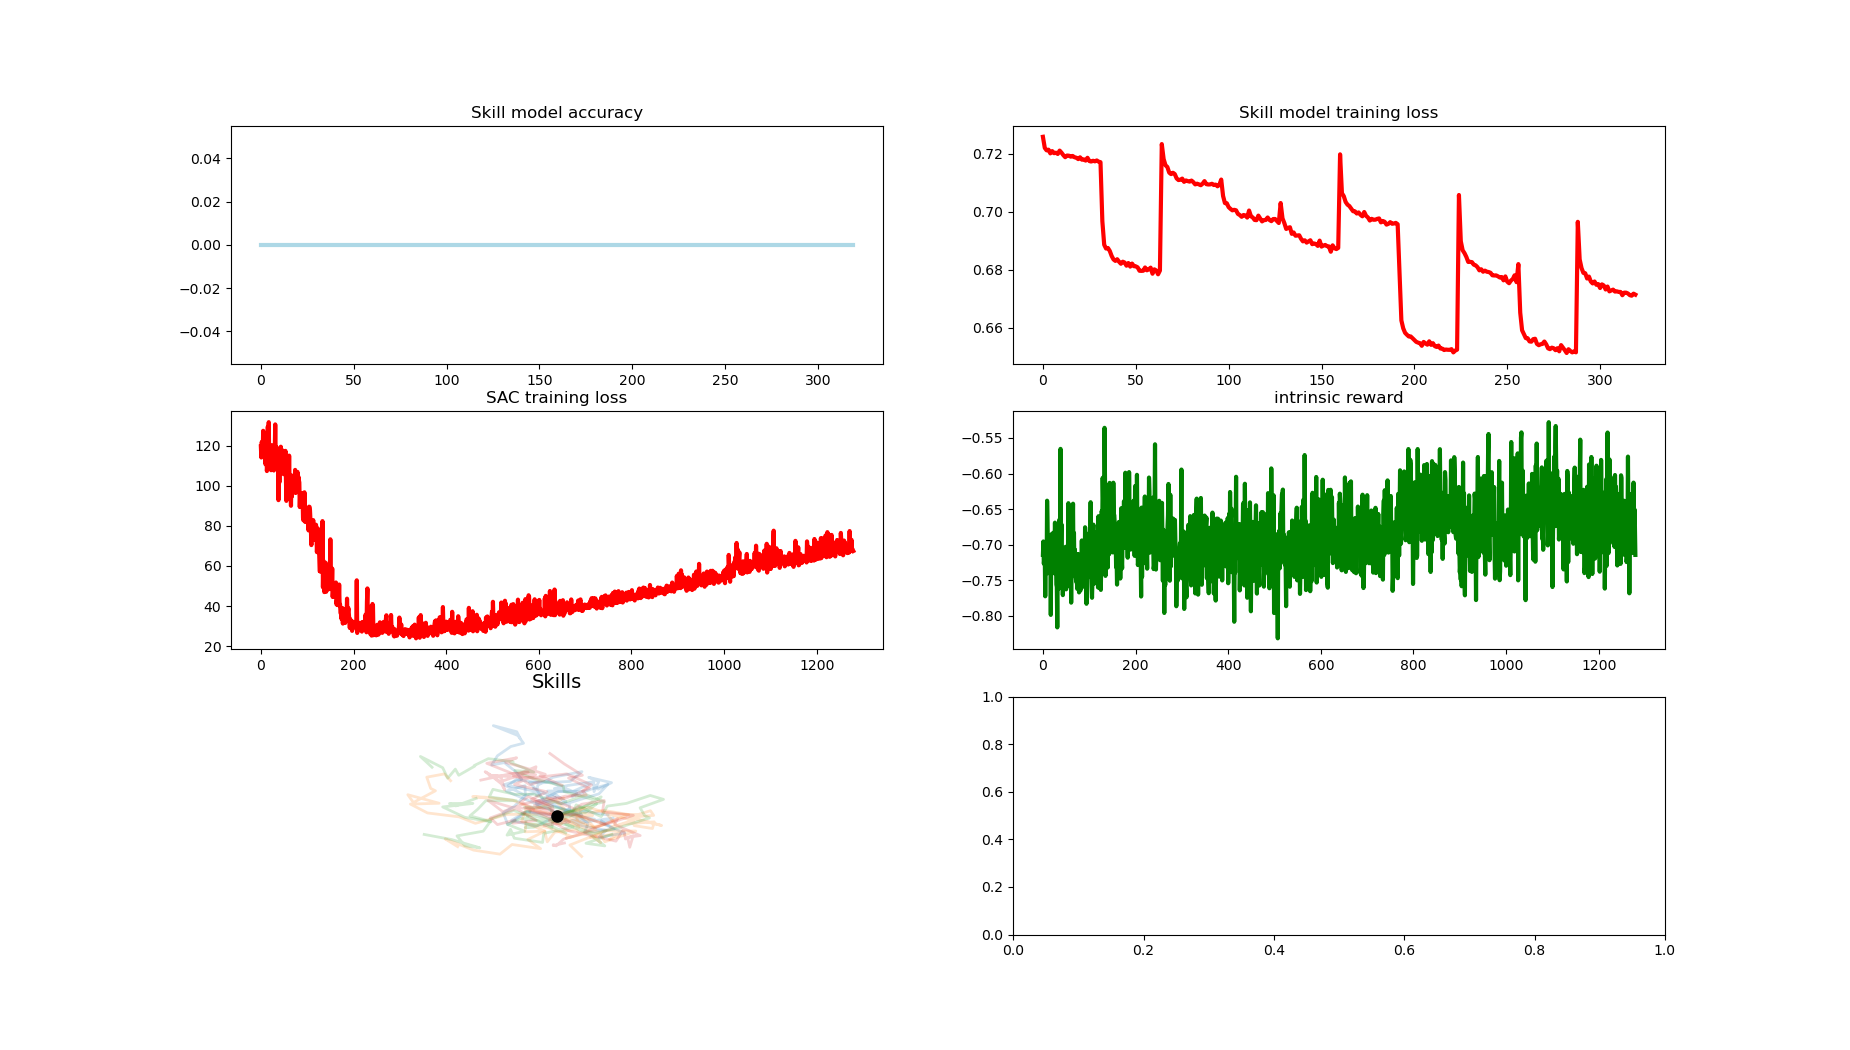 Skill model accuracy
0.04
0.02
0.00
−0.02
−0.04
0 50 100 150 200 250 300
Skill model training loss
0.72
0.70
0.68
0.66
0 50 100 150 200 250 300
SAC training loss
120
100
80
60
40
20
0 200 400 600 800 1000 1200
intrinsic reward
−0.55
−0.60
−0.65
−0.70
−0.75
−0.80
0 200 400 600 800 1000 1200
Skills
1.0
0.8
0.6
0.4
0.2
0.0
0.0 0.2 0.4 0.6 0.8 1.0